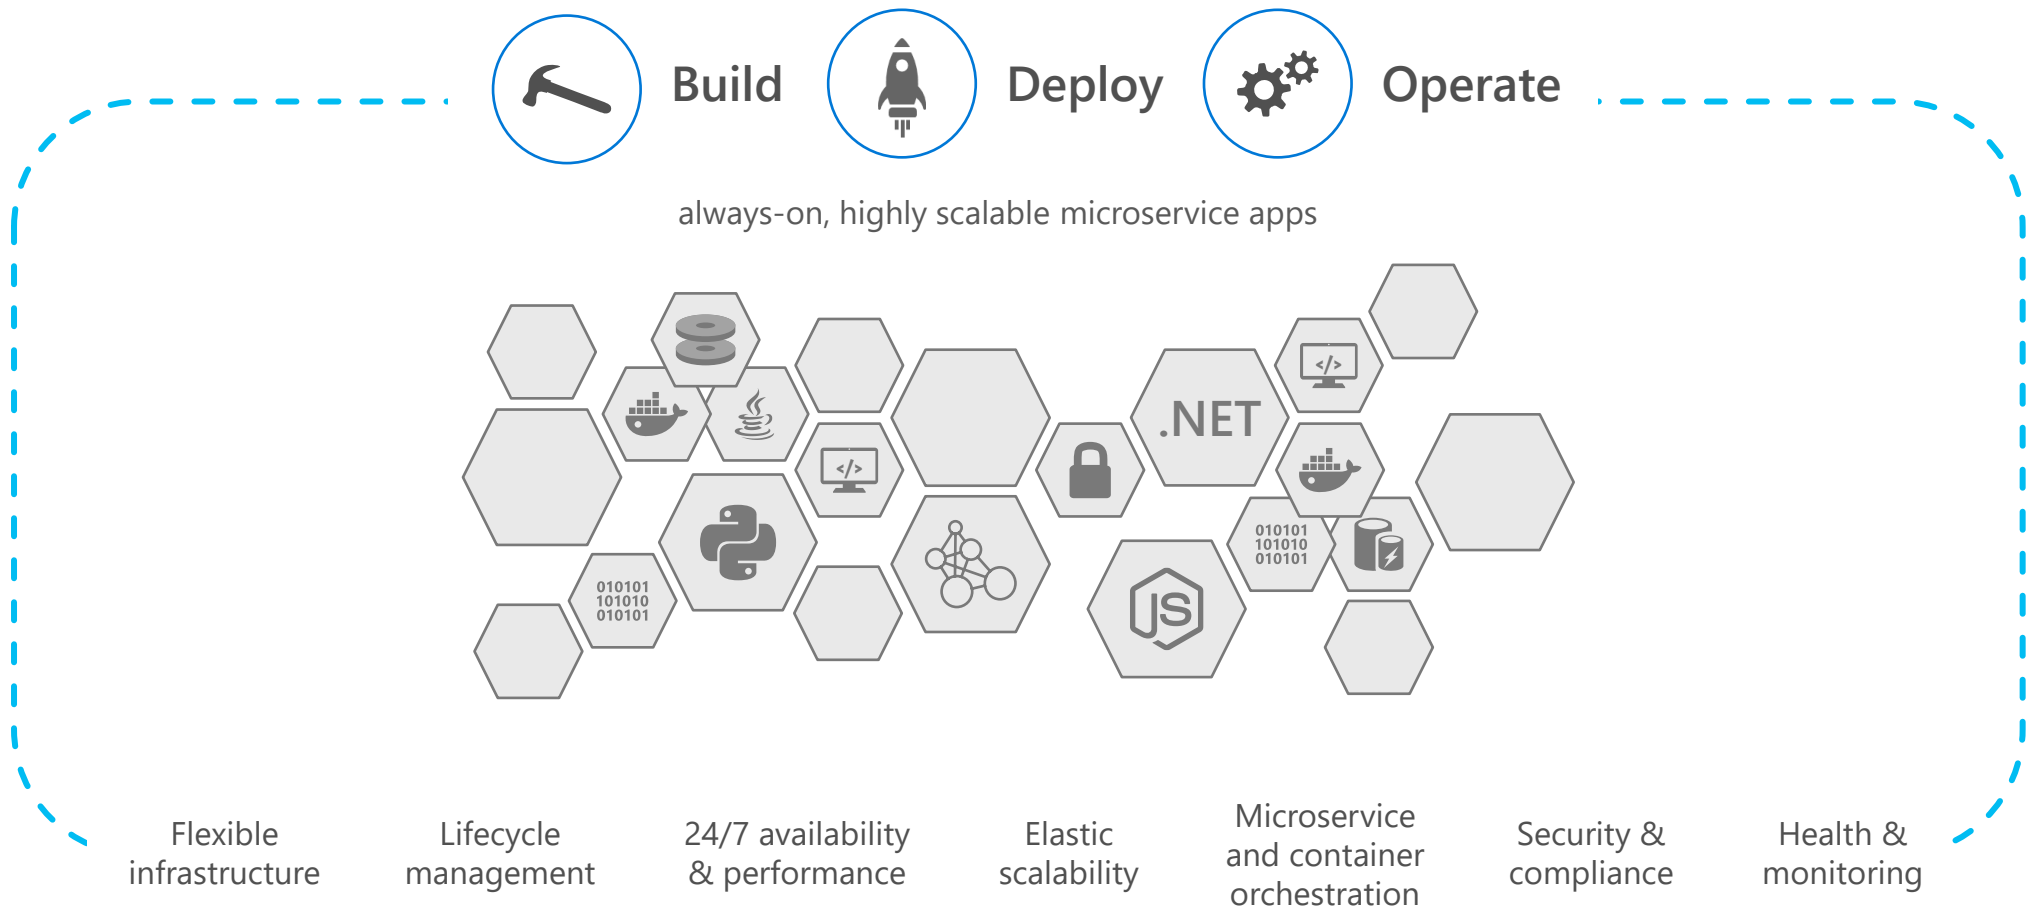 Build
Deploy
Operate
always-on, highly scalable microservice apps
</>
.NET
</>
010101
101010
010101
010101
101010
010101
JS
Flexible
infrastructure
Lifecycle
management
24/7 availability
& performance
Elastic
scalability
Microservice
and container
orchestration
Security &
compliance
Health &
monitoring